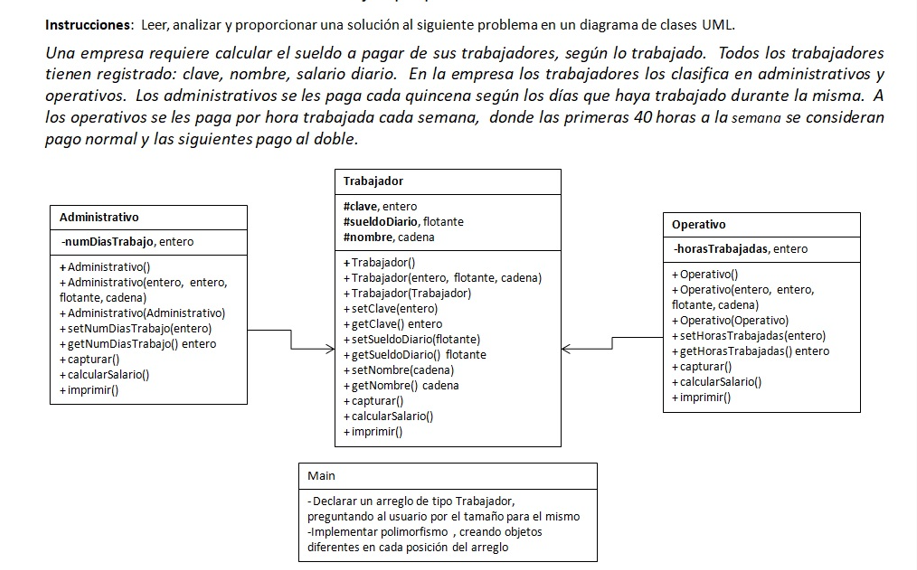 Instrucciones: Leer, analizar y proporcionar una solución al siguiente problema en un diagrama de clases UML.
Una empresa requiere calcular el sueldo a pagar de sus trabajadores, según lo trabajado. Todos los trabajadores
tienen registrado: clave, nombre, salario diario. En la empresa los trabajadores los clasifica en administrativos y
operativos. Los administrativos se les paga cada quincena según los días que haya trabajado durante la misma. A
los operativos se les paga por hora trabajada cada semana, donde las primeras 40 horas a la semana se consideran
pago normal y las siguientes pago al doble.
Administrativo
-numDiasTrabajo, entero
+Administrativo()
+Administrativo(entero, entero,
flotante, cadena)
+Administrativo(Administrativo)
+setNumDiasTrabajo(entero)
+getNumDiasTrabajo() entero
+capturar()
+calcularSalario()
+imprimir()
Trabajador
#clave, entero
#sueldoDiario, flotante
#nombre, cadena
+Trabajador()
+Trabajador(entero, flotante, cadena)
+Trabajador(Trabajador)
+setClave(entero)
+getClave() entero
+setSueldoDiario(flotante)
+getSueldoDiario() flotante
+setNombre(cadena)
+getNombre() cadena
+capturar()
+calcularSalario()
+imprimir()
Operativo
-horasTrabajadas, entero
+Operativo()
+Operativo(entero, entero,
flotante, cadena)
+Operativo(Operativo)
+setHorasTrabajadas(entero)
+getHorasTrabajadas() entero
+capturar()
+calcularSalario()
+imprimir()
Main
-Declarar un arreglo de tipo Trabajador,
preguntando al usuario por el tamaño para el mismo
-Implementar polimorfismo , creando objetos
diferentes en cada posición del arreglo